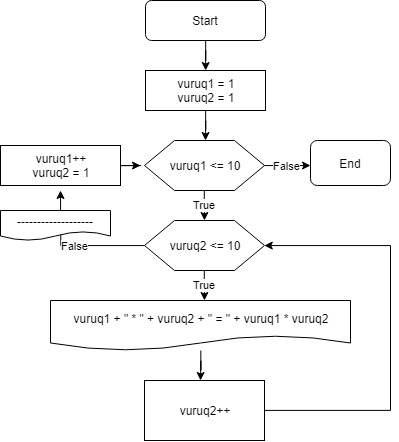 Start
vuruq1 = 1
vuruq2 = 1
vuruq1++
vuruq2 = 1
vuruq1 <= 10
False
End
True
-------------------
False
vuruq2 <= 10
True
vuruq1 + " * " + vuruq2 + " = " + vuruq1 * vuruq2
vuruq2++